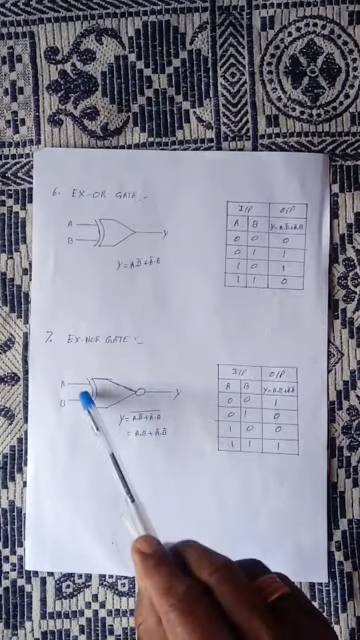 6. EX-OR GATE :-
A
B
Y
Y = A.B̅ + A̅.B
I/P O/P
A B Y=AB̅+A̅.B
0 0 0
0 1 1
1 0 1
1 1 0
7. EX-NOR GATE :-
A
B
Y
I/P O/P
A B
0 0 1
0 1 0
1 0 0
1 1 1
= A.B + A̅.B̅